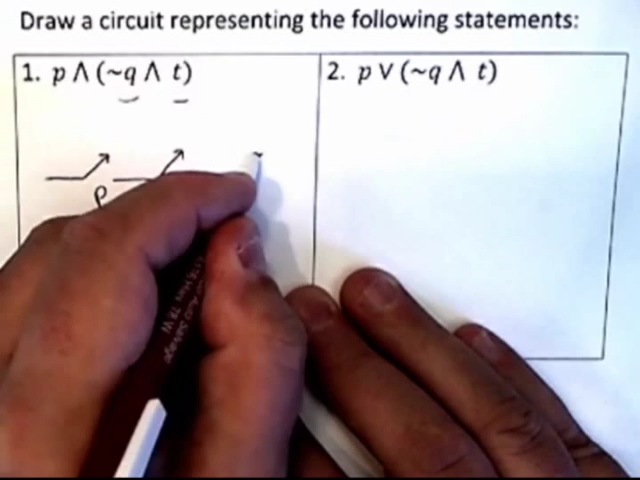 Draw a circuit representing the following statements:
1. p ∧ (~q ∧ t)
2. p ∨ (~q ∧ t)
p